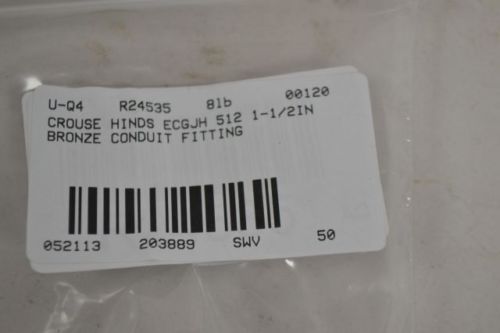 U-Q4 R24535 8lb 00120
CROUSE HINDS ECGJH 512 1-1/2IN
BRONZE CONDUIT FITTING
052113 203889 SWV 50